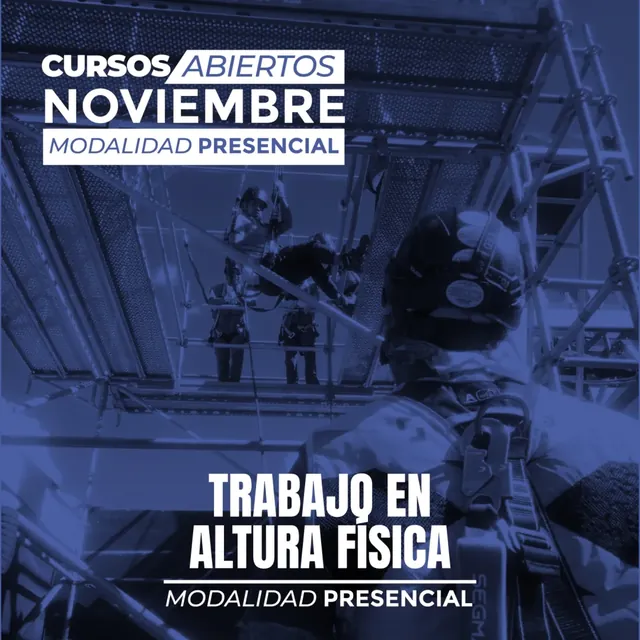 CURSOS ABIERTOS
NOVIEMBRE
MODALIDAD PRESENCIAL
TRABAJO EN
ALTURA FÍSICA
MODALIDAD PRESENCIAL